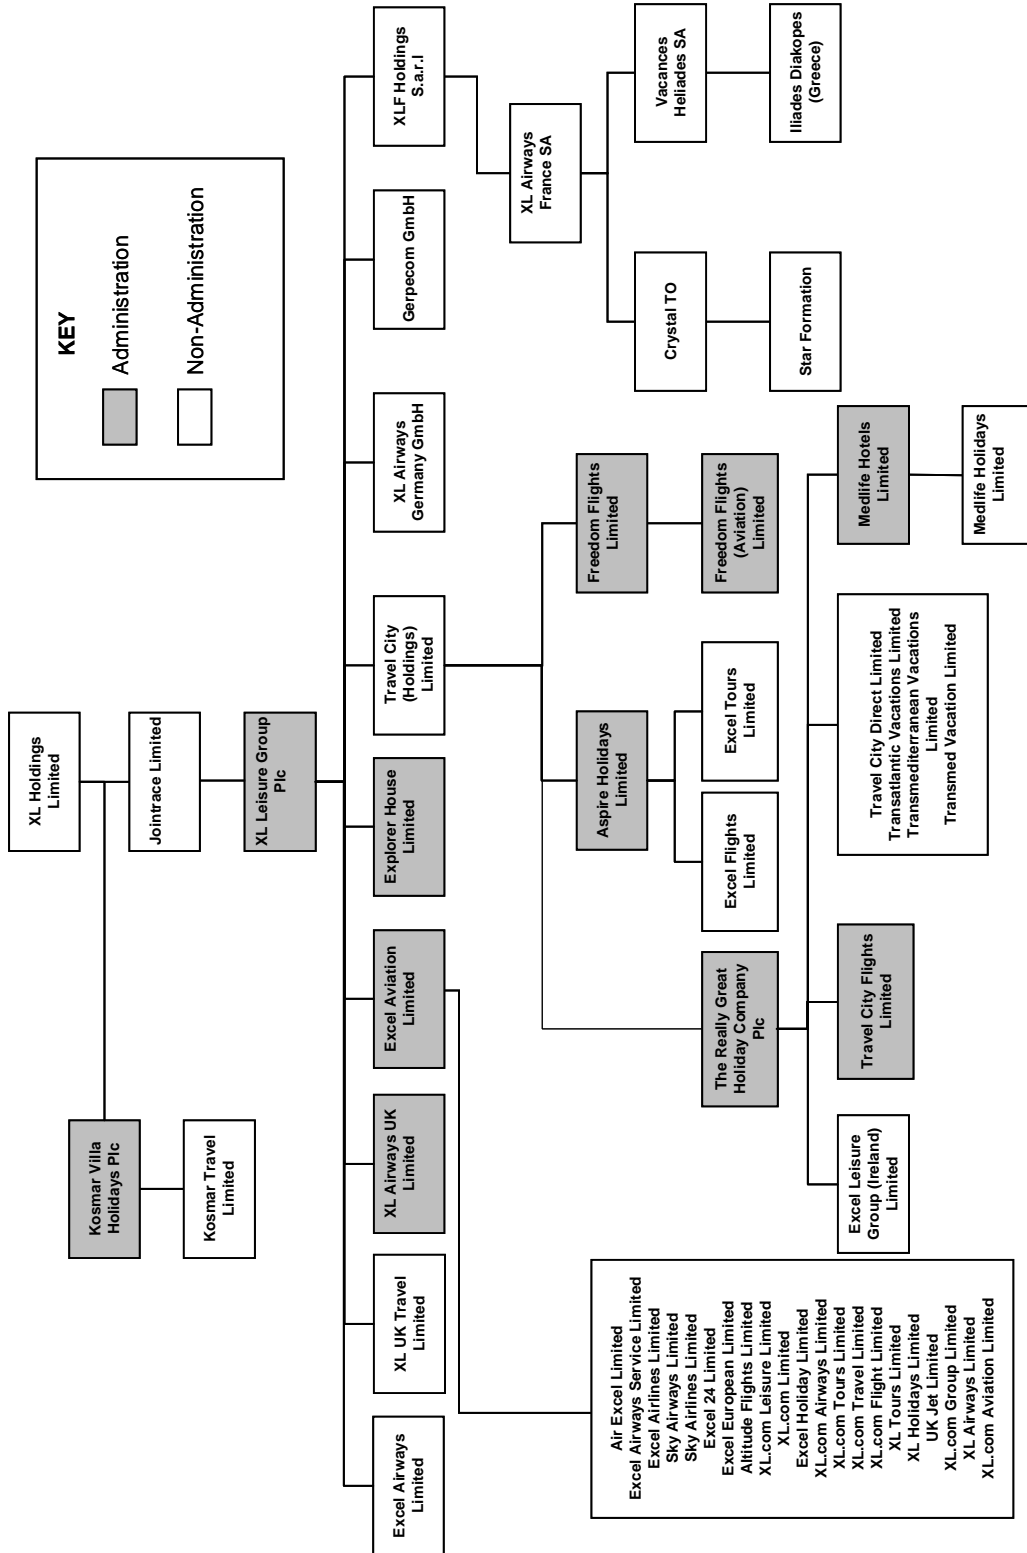 KEY
Administration
Non-Administration
XL Holdings
Limited
Kosmar Villa
Holidays Plc
Jointrace Limited
Kosmar Travel
Limited
XL Leisure Group
Plc
Excel Airways
Limited
XL UK Travel
Limited
XL Airways UK
Limited
Excel Aviation
Limited
Explorer House
Limited
Travel City
(Holdings)
Limited
XL Airways
Germany GmbH
Gerpecom GmbH
XLF Holdings
S.a.r.l
XL Airways
France SA
Aspire Holidays
Limited
Freedom Flights
Limited
Crystal TO
Vacances
Heliades SA
The Really Great
Holiday Company
Plc
Excel Flights
Limited
Excel Tours
Limited
Freedom Flights
(Aviation)
Limited
Star Formation
Iliades Diakopes
(Greece)
Air Excel Limited
Excel Airways Service Limited
Excel Airlines Limited
Sky Airways Limited
Sky Airlines Limited
Excel 24 Limited
Excel European Limited
Altitude Flights Limited
XL.com Leisure Limited
XL.com Limited
Excel Holiday Limited
XL.com Airways Limited
XL.com Tours Limited
XL.com Travel Limited
XL.com Flight Limited
XL Tours Limited
XL Holidays Limited
UK Jet Limited
XL.com Group Limited
XL Airways Limited
XL.com Aviation Limited
Excel Leisure
Group (Ireland)
Limited
Travel City Flights
Limited
Travel City Direct Limited
Transatlantic Vacations Limited
Transmediterranean Vacations
Limited
Transmed Vacation Limited
Medlife Hotels
Limited
Medlife Holidays
Limited